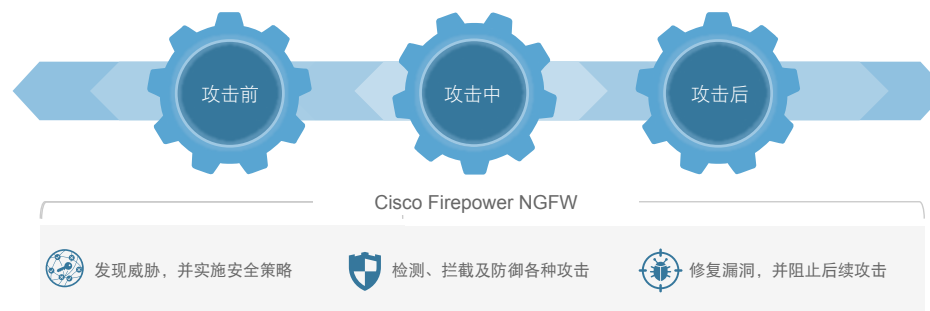 攻击前
攻击中
攻击后
Cisco Firepower NGFW
发现威胁，并实施安全策略
检测、拦截及防御各种攻击
修复漏洞，并阻止后续攻击